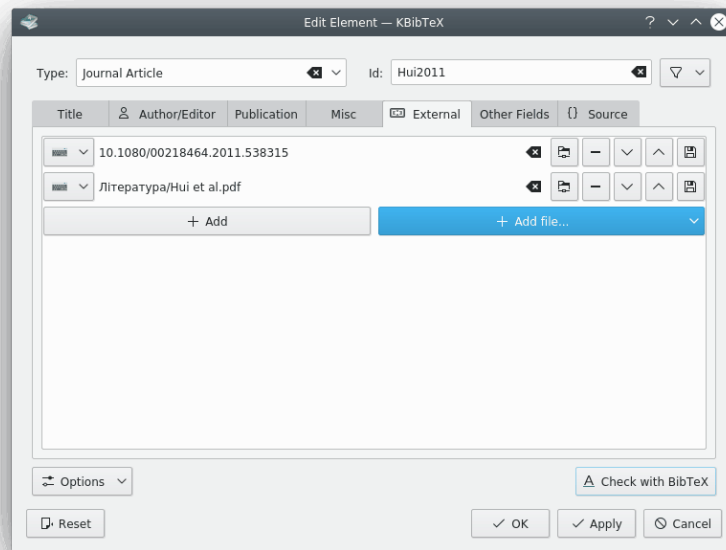 Edit Element — KBibTeX
Type: Journal Article Id: Hui2011
Title Author/Editor Publication Misc External Other Fields {} Source
10.1080/00218464.2011.538315
Література/Hui et al.pdf
+ Add + Add file...
Options A Check with BibTeX
Reset OK Apply Cancel